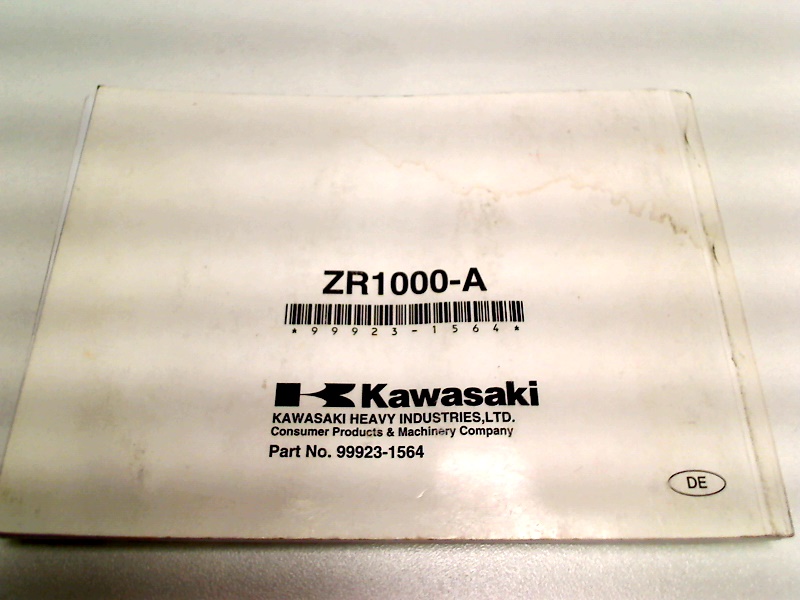 ZR1000-A
*99923-1564*
Kawasaki
KAWASAKI HEAVY INDUSTRIES,LTD.
Consumer Products & Machinery Company
Part No. 99923-1564
DE